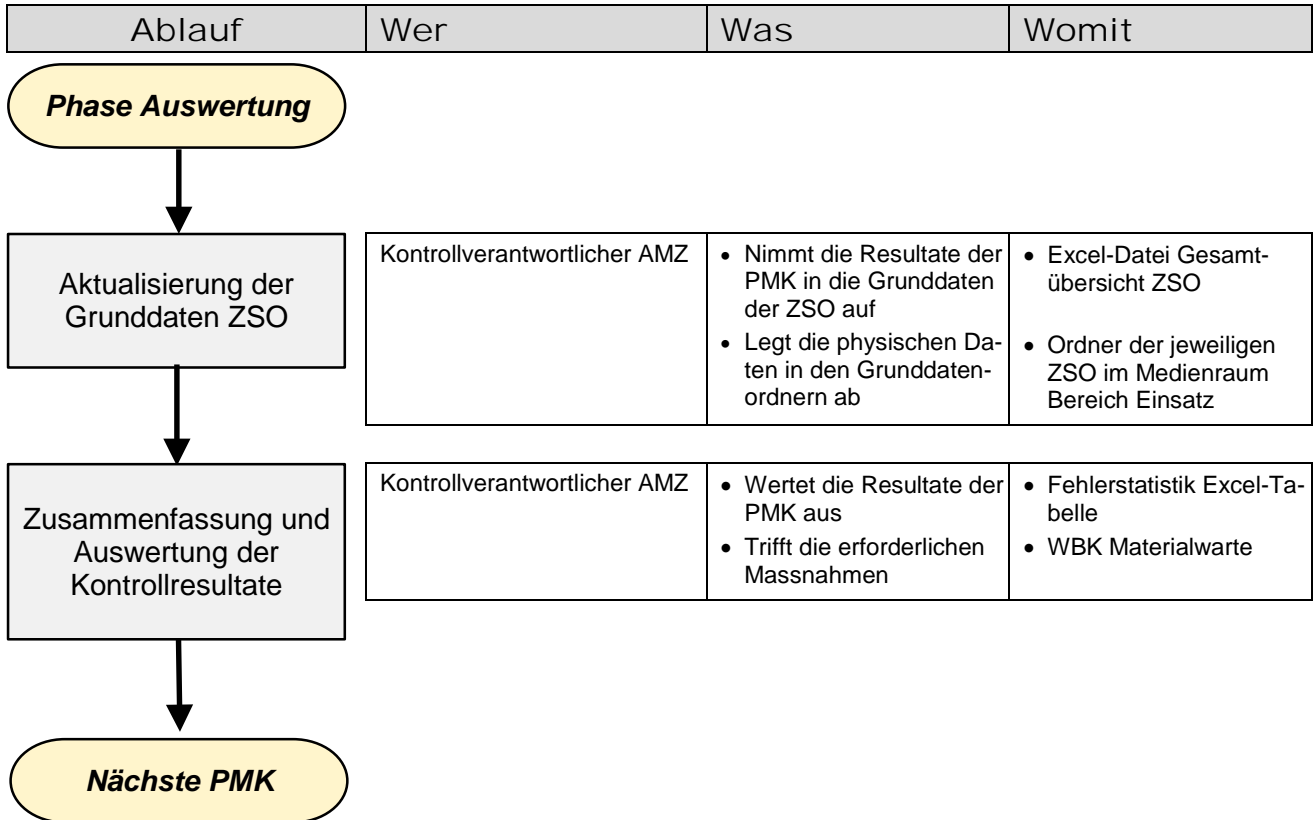 Ablauf
Wer
Was
Womit
Phase Auswertung
Aktualisierung der
Grunddaten ZSO
Kontrollverantwortlicher AMZ
• Nimmt die Resultate der
PMK in die Grunddaten
der ZSO auf
• Legt die physischen Da-
ten in den Grunddaten-
ordnern ab
• Excel-Datei Gesamt-
übersicht ZSO
• Ordner der jeweiligen
ZSO im Medienraum
Bereich Einsatz
Zusammenfassung und
Auswertung der
Kontrollresultate
Kontrollverantwortlicher AMZ
• Wertet die Resultate der
PMK aus
• Trifft die erforderlichen
Massnahmen
• Fehlerstatistik Excel-Ta-
belle
• WBK Materialwarte
Nächste PMK